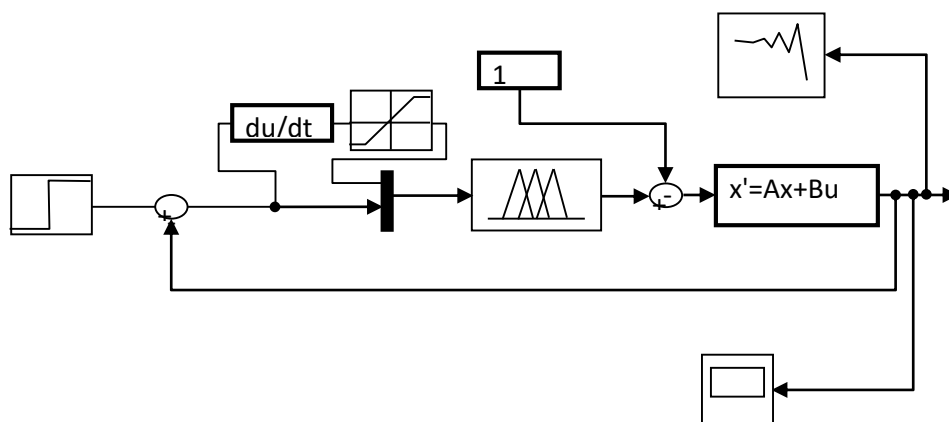 1
du/dt
x'=Ax+Bu
+
+-